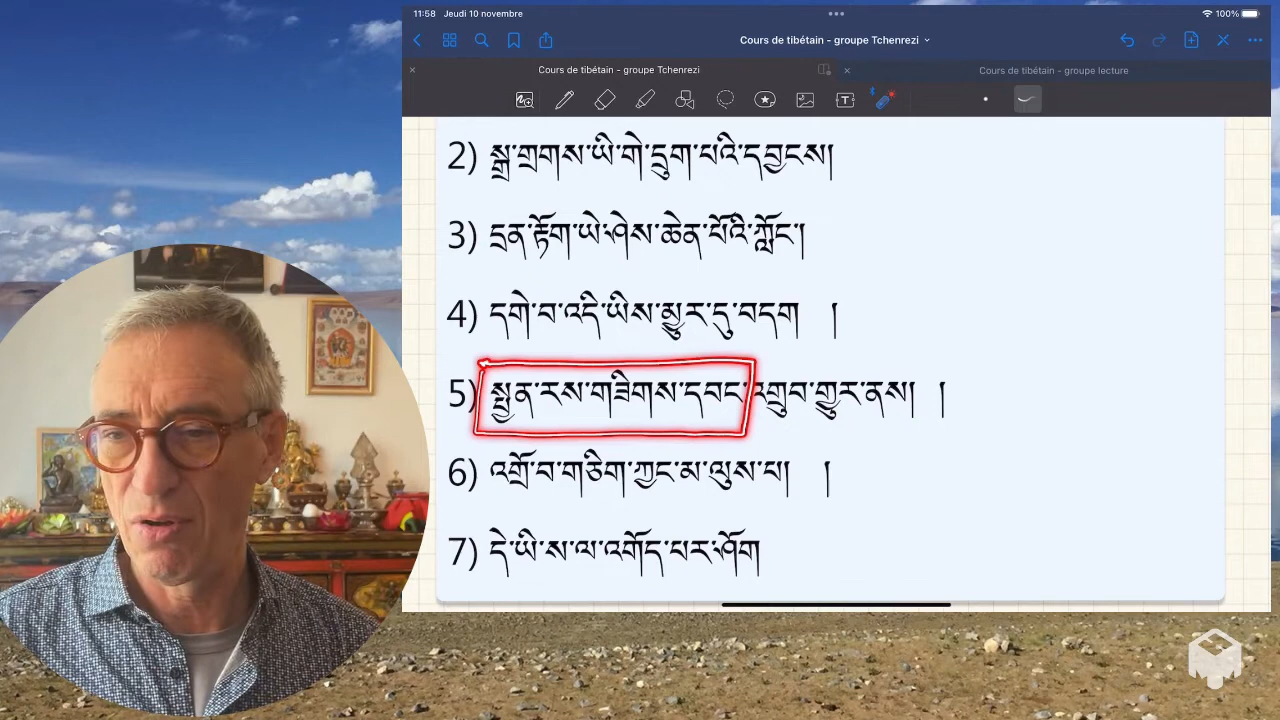 11:58 Jeudi 10 novembre
100%
Cours de tibétain - groupe Tchenrezi
Cours de tibétain - groupe Tchenrezi
Cours de tibétain - groupe lecture
2) སྒྲ་གྲགས་ཡི་གེ་དྲུག་པའི་དབྱངས།
3) དྲན་རྟོག་ཡེ་ཤེས་ཆེན་པོའི་ཀློང་།
4) དགེ་བ་འདི་ཡིས་མྱུར་དུ་བདག །
5) སྤྱན་རས་གཟིགས་དབང་འགྲུབ་གྱུར་ནས། །
6) འགྲོ་བ་གཅིག་ཀྱང་མ་ལུས་པ། །
7) དེ་ཡི་ས་ལ་འགོད་པར་ཤོག